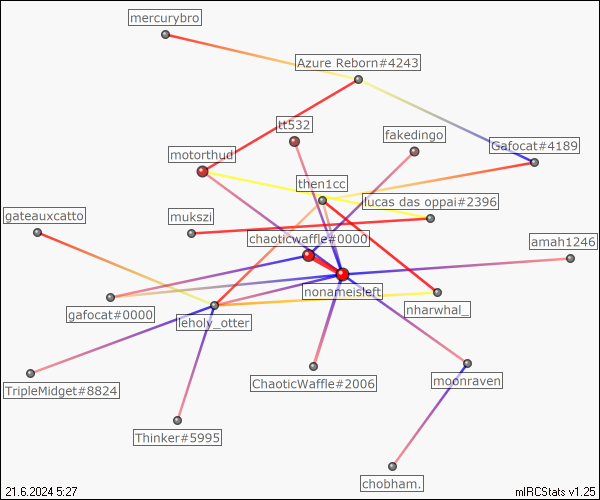 mercurybro
Azure Reborn#4243
tt532
fakedingo
Gafocat#4189
motorthud
then1cc
lucas das oppai#2396
gateauxcatto
mukszi
chaoticwaffle#0000
amah1246
nonameisleft
nharwhal_
gafocat#0000
leholy_otter
TripleMidget#8824
ChaoticWaffle#2006
moonraven
Thinker#5995
chobham.
21.6.2024 5:27
mIRCStats v1.25